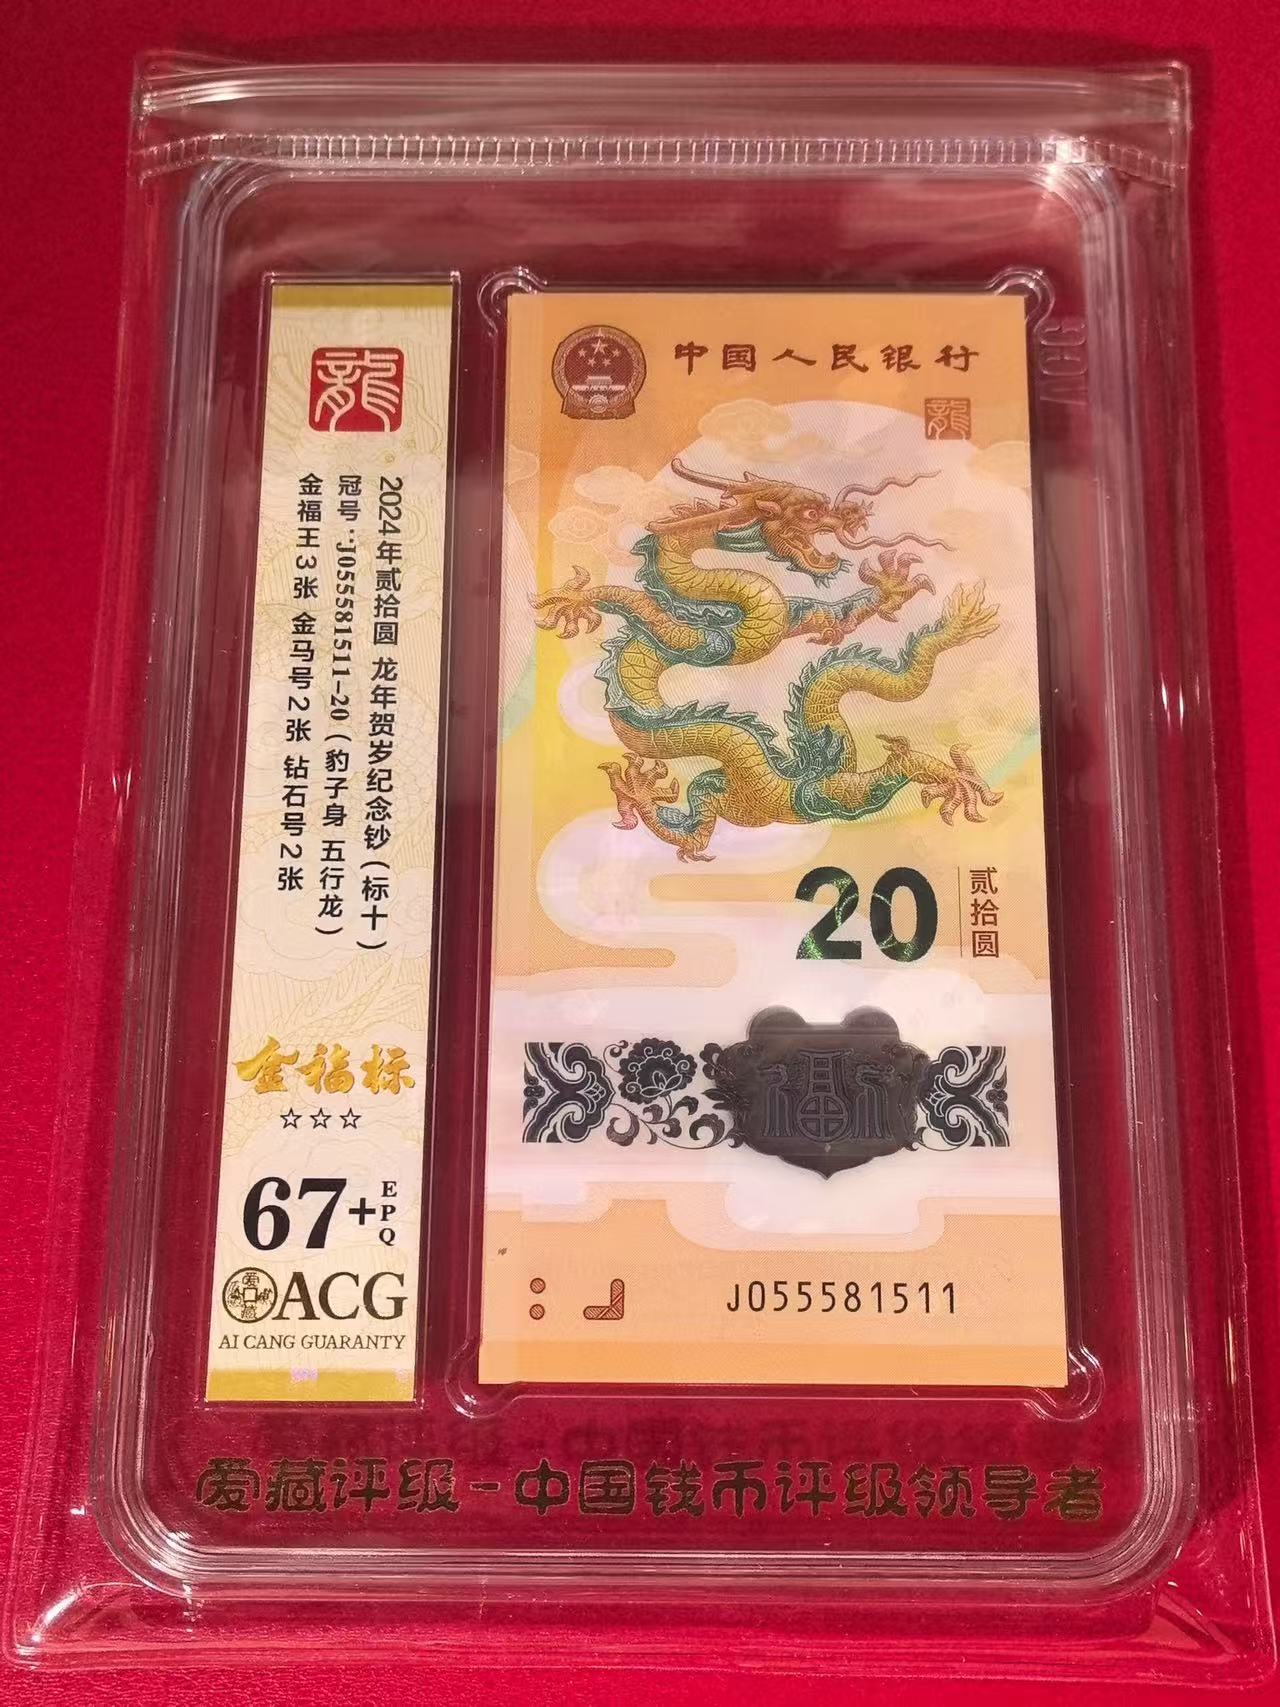 龍
2024年贰拾圆 龙年贺岁纪念钞（标十）
冠号：J055581511-20（豹子身 五行龙）
金福王3张 金马号2张 钻石号2张
金福标
☆☆☆
67+EPQ
ACG
AI CANG GUARANTY
中国人民银行
龍
20
贰拾圆
J055581511
爱藏评级-中国钱币评级领导者